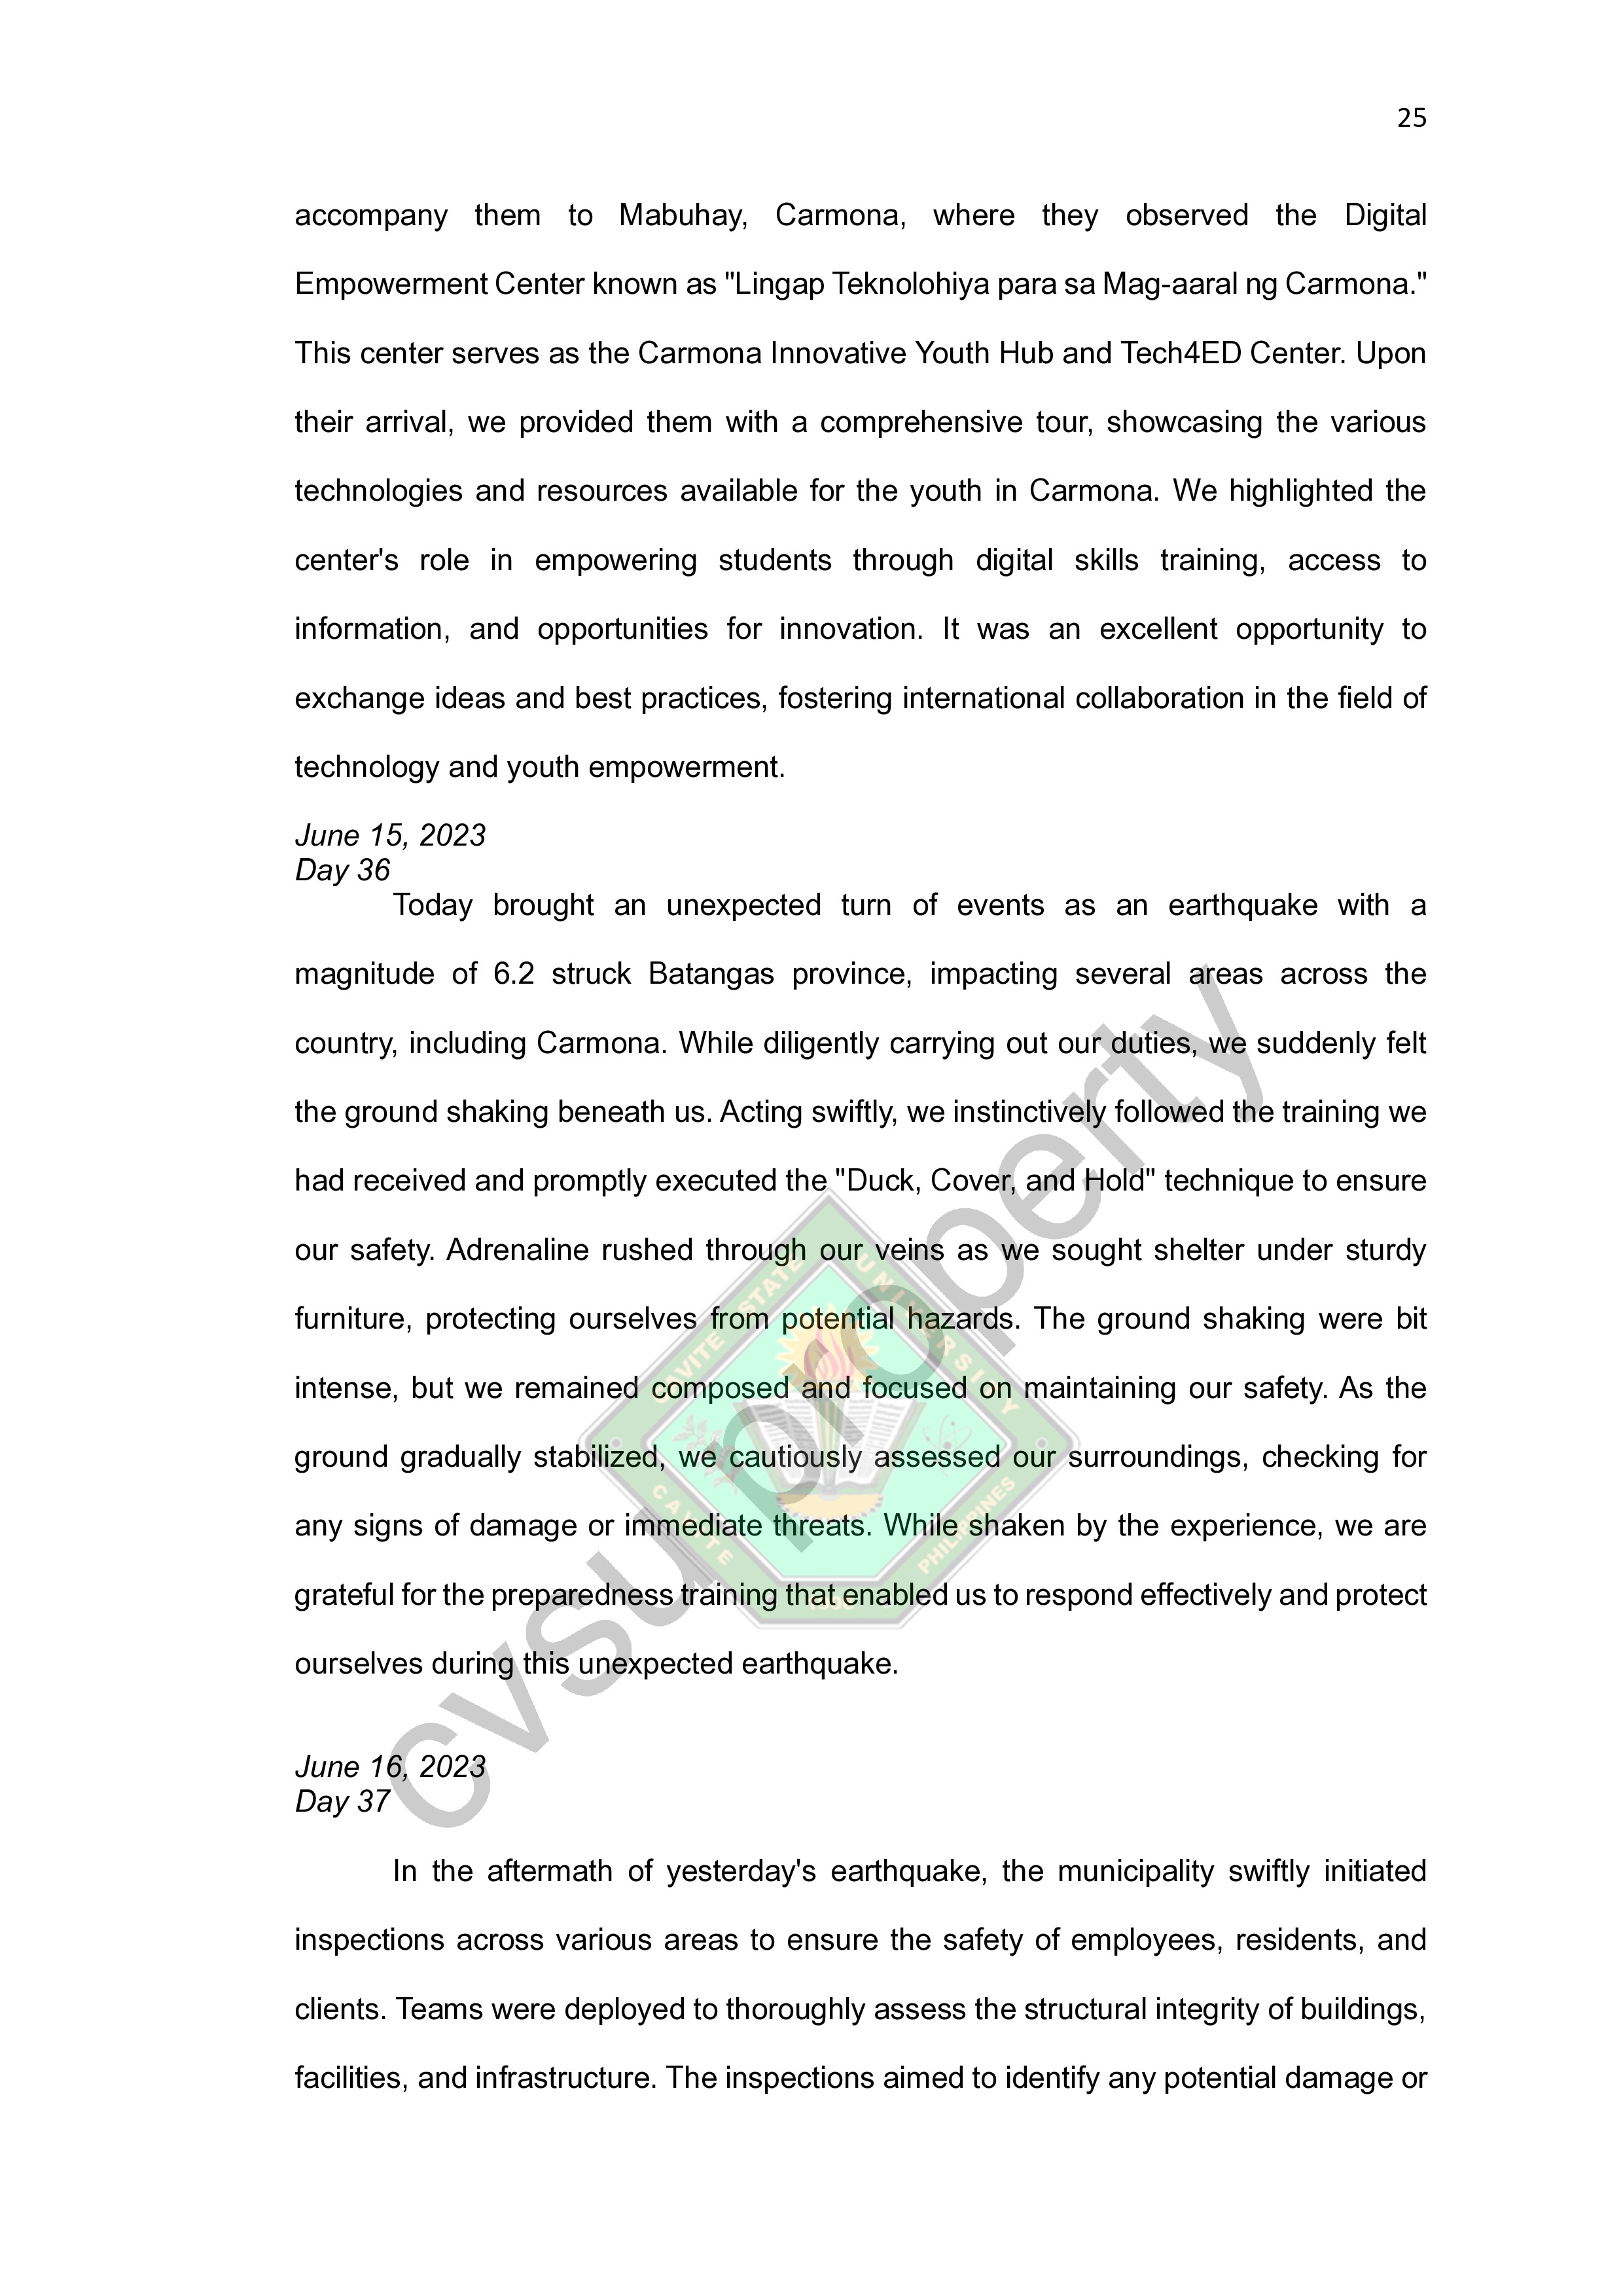 25
accompany them to Mabuhay, Carmona, where they observed the Digital
Empowerment Center known as "Lingap Teknolohiya para sa Mag-aaral ng Carmona."
This center serves as the Carmona Innovative Youth Hub and Tech4ED Center. Upon
their arrival, we provided them with a comprehensive tour, showcasing the various
technologies and resources available for the youth in Carmona. We highlighted the
center's role in empowering students through digital skills training, access to
information, and opportunities for innovation. It was an excellent opportunity to
exchange ideas and best practices, fostering international collaboration in the field of
technology and youth empowerment.
June 15, 2023
Day 36
Today brought an unexpected turn of events as an earthquake with a
magnitude of 6.2 struck Batangas province, impacting several areas across the
country, including Carmona. While diligently carrying out our duties, we suddenly felt
the ground shaking beneath us. Acting swiftly, we instinctively followed the training we
had received and promptly executed the "Duck, Cover, and Hold" technique to ensure
our safety. Adrenaline rushed through our veins as we sought shelter under sturdy
furniture, protecting ourselves from potential hazards. The ground shaking were bit
intense, but we remained composed and focused on maintaining our safety. As the
ground gradually stabilized, we cautiously assessed our surroundings, checking for
any signs of damage or immediate threats. While shaken by the experience, we are
grateful for the preparedness training that enabled us to respond effectively and protect
ourselves during this unexpected earthquake.
June 16, 2023
Day 37
In the aftermath of yesterday's earthquake, the municipality swiftly initiated
inspections across various areas to ensure the safety of employees, residents, and
clients. Teams were deployed to thoroughly assess the structural integrity of buildings,
facilities, and infrastructure. The inspections aimed to identify any potential damage or
cvsu property
CAVITE STATE UNIVERSITY
CAVITE
PHILIPPINES